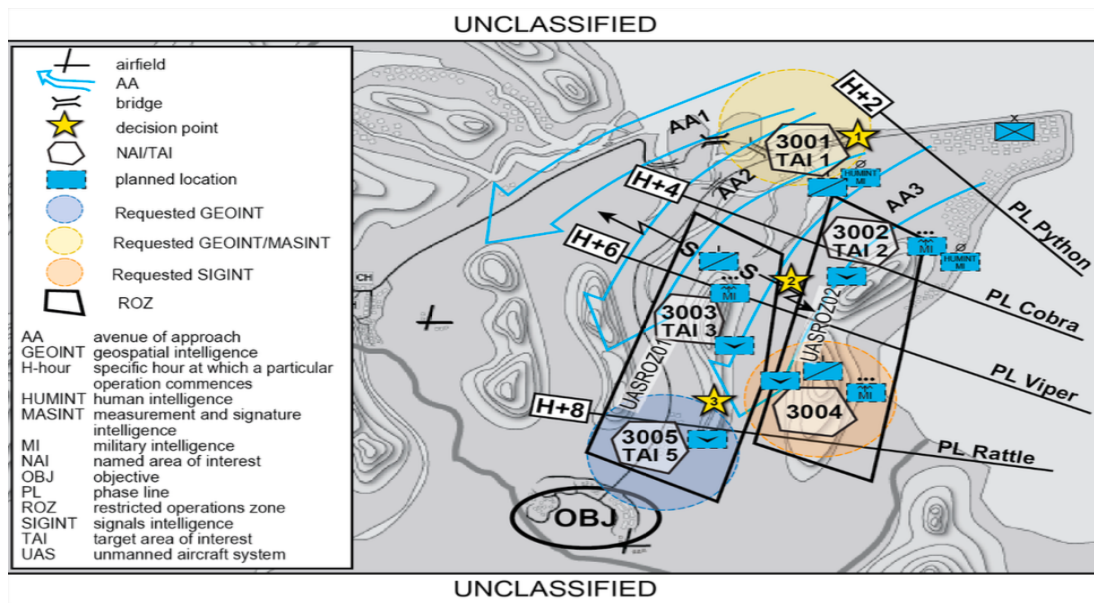 UNCLASSIFIED
airfield
AA
bridge
decision point
NAI/TAI
planned location
Requested GEOINT
Requested GEOINT/MASINT
Requested SIGINT
ROZ
AA avenue of approach
GEOINT geospatial intelligence
H-hour specific hour at which a particular
operation commences
HUMINT human intelligence
MASINT measurement and signature
intelligence
MI military intelligence
NAI named area of interest
OBJ objective
PL phase line
ROZ restricted operations zone
SIGINT signals intelligence
TAI target area of interest
UAS unmanned aircraft system
H+2
AA1
1
3001
TAI 1
X
HUMINT
MI
H+4
AA2
AA3
PL Python
3002
TAI 2
MI
HUMINT
MI
H+6
S
S
2
MI
CH
3003
TAI 3
UASROZ01
UASROZ02
PL Cobra
PL Viper
MI
H+8
3
3004
PL Rattle
3005
TAI 5
OBJ
UNCLASSIFIED